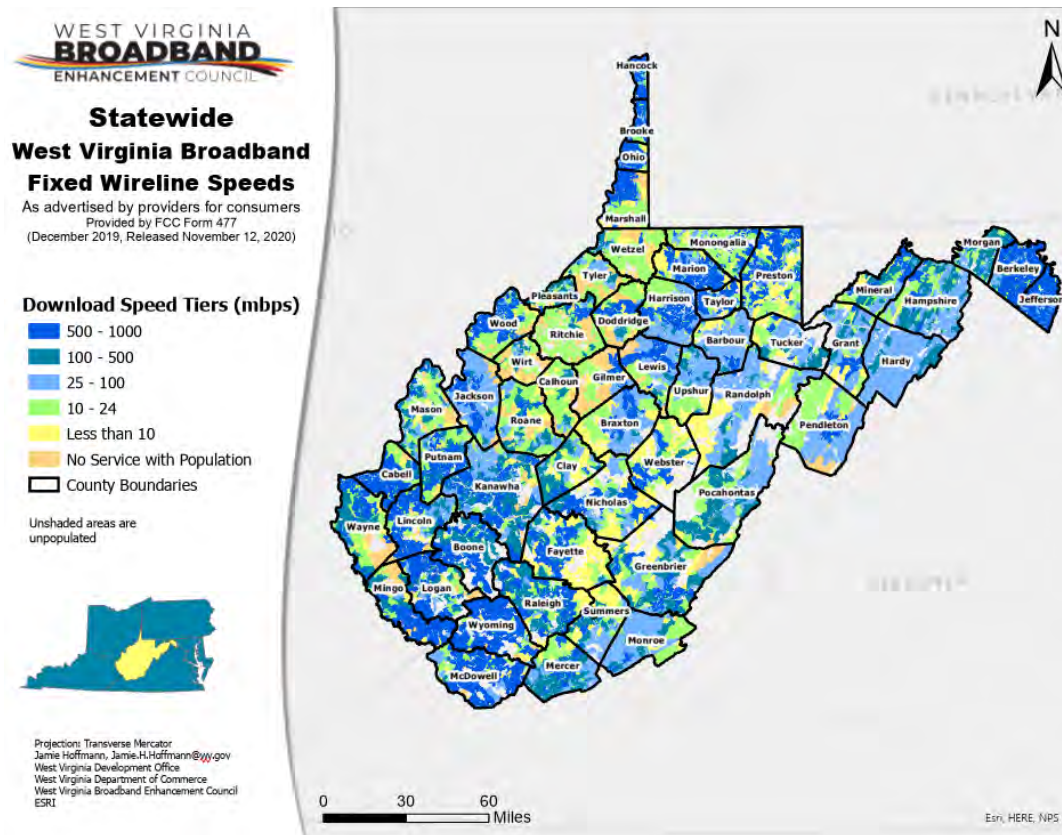 WEST VIRGINIA
BROADBAND
ENHANCEMENT COUNCIL
Statewide
West Virginia Broadband
Fixed Wireline Speeds
As advertised by providers for consumers
Provided by FCC Form 477
(December 2019, Released November 12, 2020)
Download Speed Tiers (mbps)
500 - 1000
100 - 500
25 - 100
10 - 24
Less than 10
No Service with Population
County Boundaries
Unshaded areas are
unpopulated
Projection: Transverse Mercator
Jamie Hoffmann, Jamie.H.Hoffmann@wv.gov
West Virginia Development Office
West Virginia Department of Commerce
West Virginia Broadband Enhancement Council
ESRI
N
Hancock
Brooke
Ohio
Marshall
Wetzel
Monongalia
Morgan
Marion
Preston
Berkeley
Tyler
Mineral
Hampshire
Jefferson
Pleasants
Harrison
Taylor
Wood
Doddridge
Ritchie
Barbour
Tucker
Grant
Wirt
Hardy
Lewis
Calhoun
Gilmer
Upshur
Randolph
Jackson
Mason
Roane
Braxton
Pendleton
Putnam
Clay
Webster
Cabell
Kanawha
Pocahontas
Nicholas
Wayne
Lincoln
Boone
Fayette
Greenbrier
Mingo
Logan
Raleigh
Summers
Wyoming
Monroe
Mercer
McDowell
0 30 60
Miles
Esri, HERE, NPS